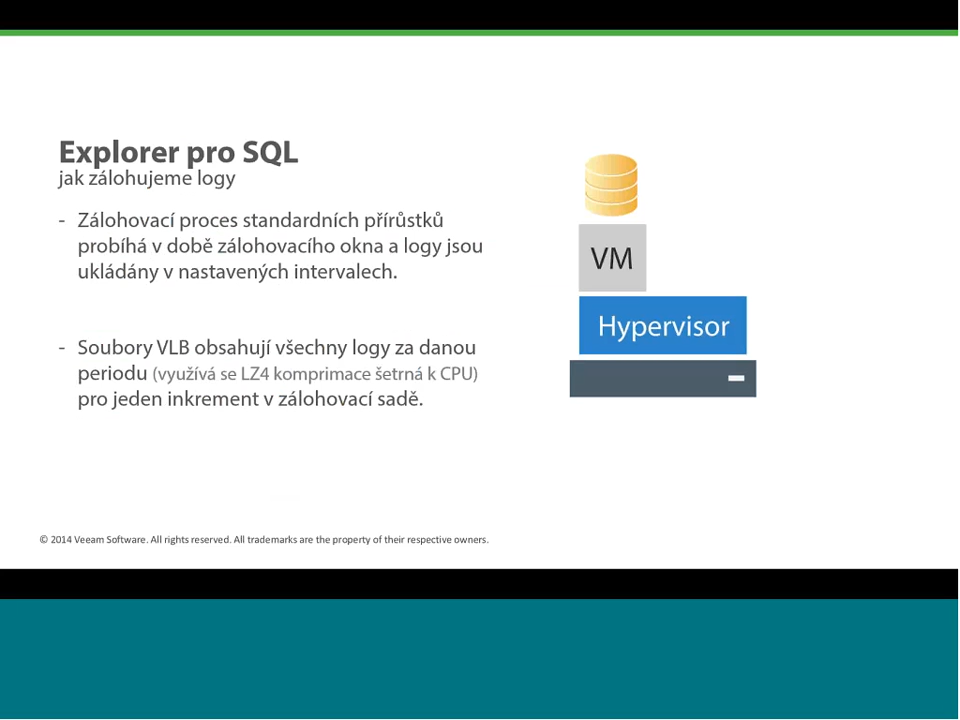 Explorer pro SQL
jak zálohujeme logy
- Zálohovací proces standardních přírůstků
probíhá v době zálohovacího okna a logy jsou
ukládány v nastavených intervalech.
- Soubory VLB obsahují všechny logy za danou
periodu (využívá se LZ4 komprimace šetrná k CPU)
pro jeden inkrement v zálohovací sadě.
VM
Hypervisor
© 2014 Veeam Software. All rights reserved. All trademarks are the property of their respective owners.